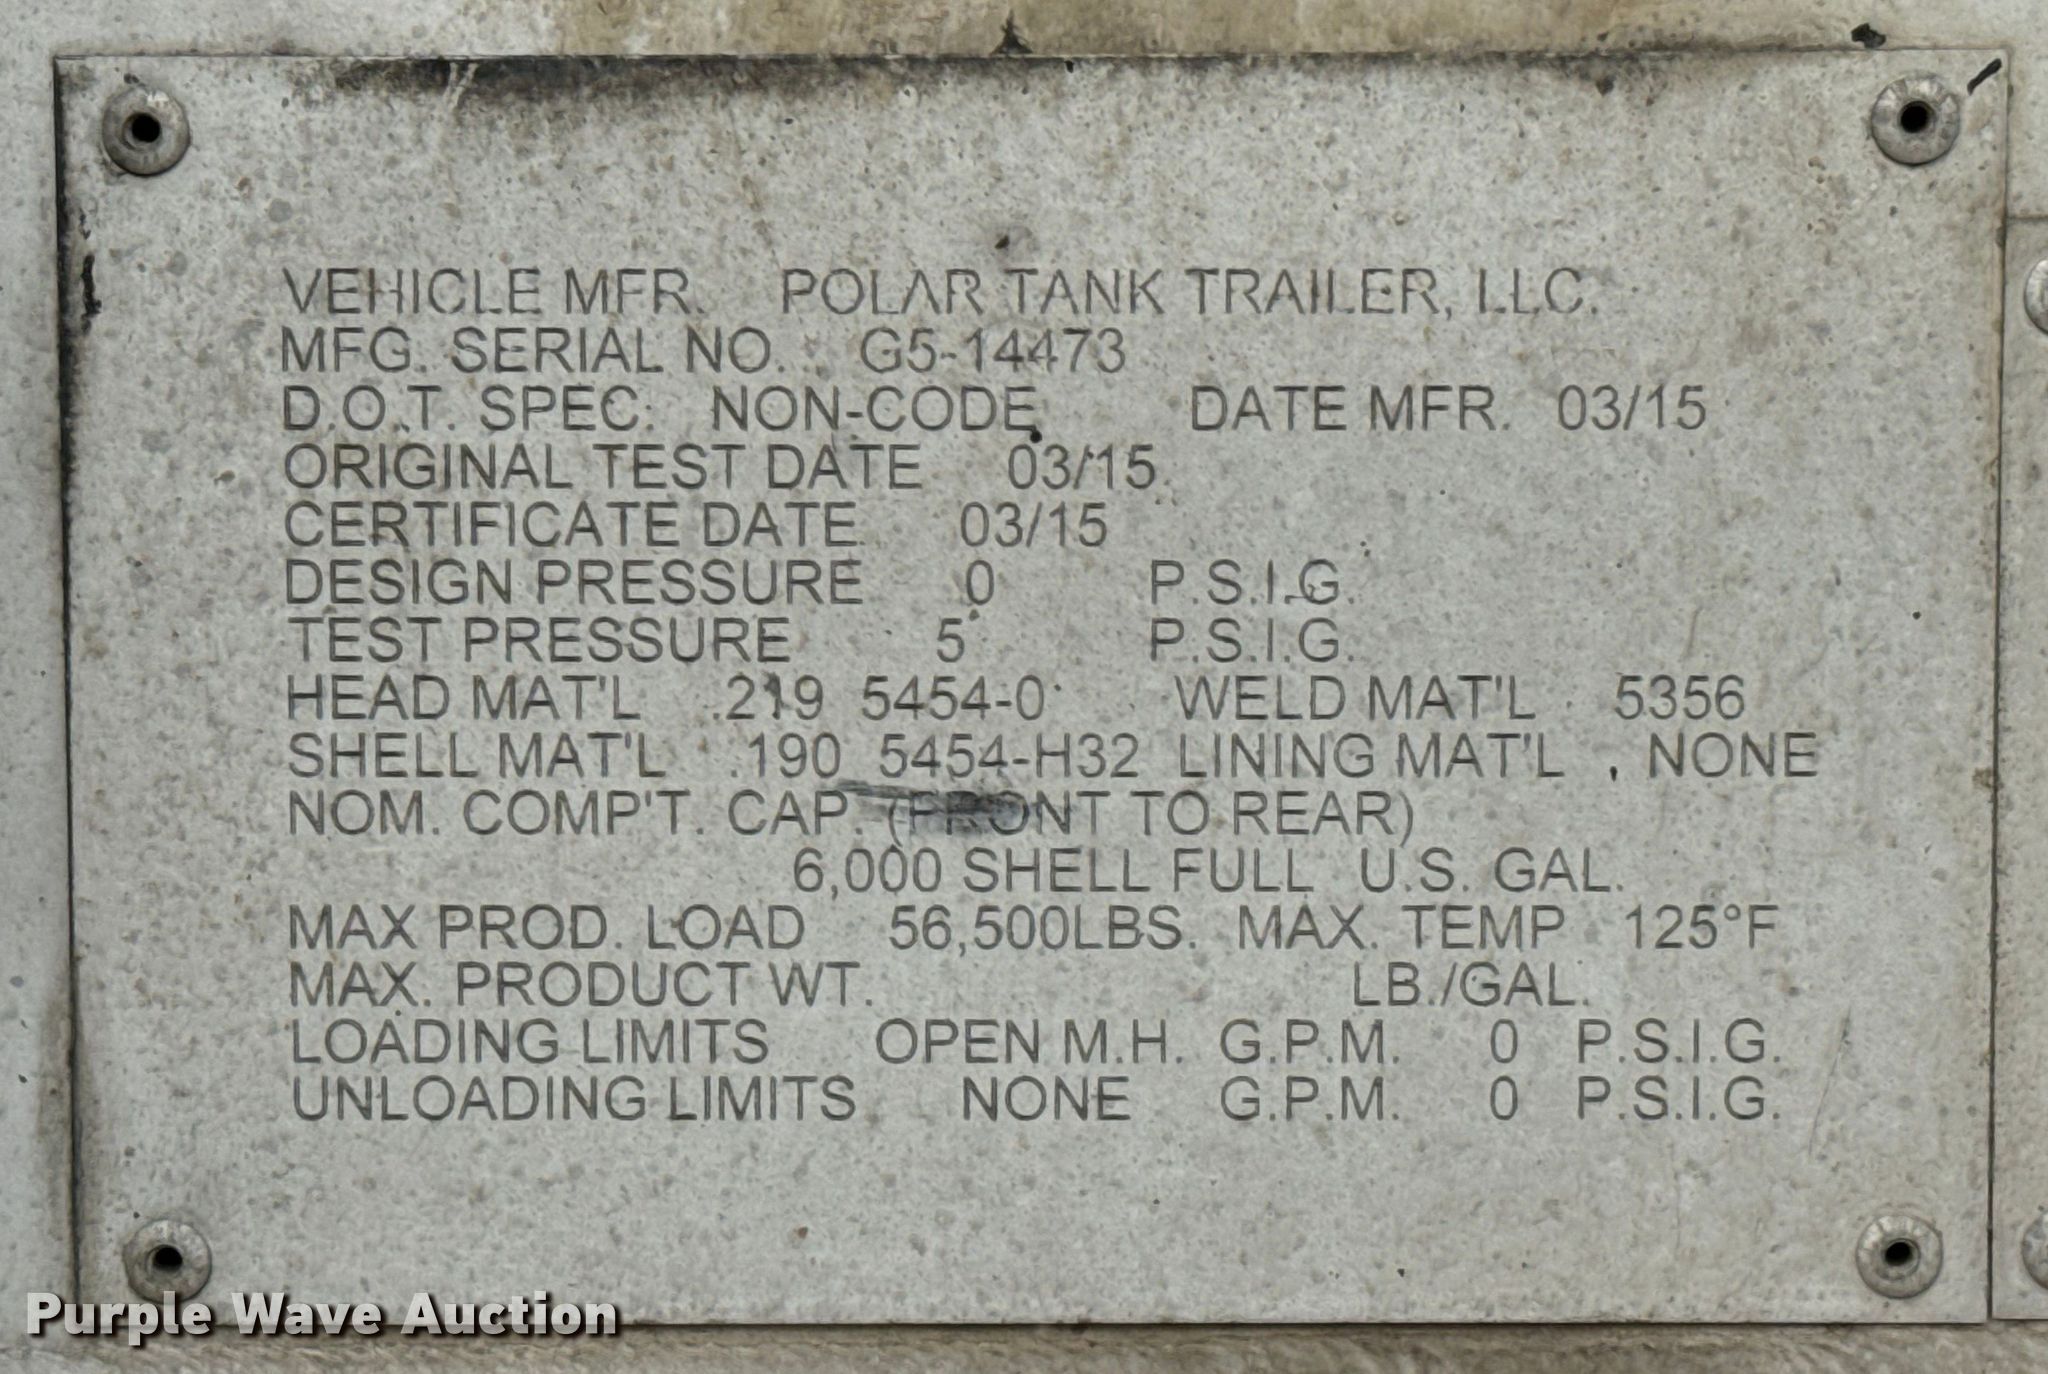 VEHICLE MFR. POLAR TANK TRAILER, LLC.
MFG. SERIAL NO. G5-14473
D.O.T. SPEC. NON-CODE DATE MFR. 03/15
ORIGINAL TEST DATE 03/15
CERTIFICATE DATE 03/15
DESIGN PRESSURE 0 P.S.I.G.
TEST PRESSURE 5 P.S.I.G.
HEAD MAT'L .219 5454-0 WELD MAT'L 5356
SHELL MAT'L .190 5454-H32 LINING MAT'L NONE
NOM. COMP'T. CAP. (FRONT TO REAR)
6,000 SHELL FULL U.S. GAL.
MAX PROD. LOAD 56,500LBS. MAX. TEMP 125°F
MAX. PRODUCT WT. LB./GAL.
LOADING LIMITS OPEN M.H. G.P.M. 0 P.S.I.G.
UNLOADING LIMITS NONE G.P.M. 0 P.S.I.G.
Purple Wave Auction